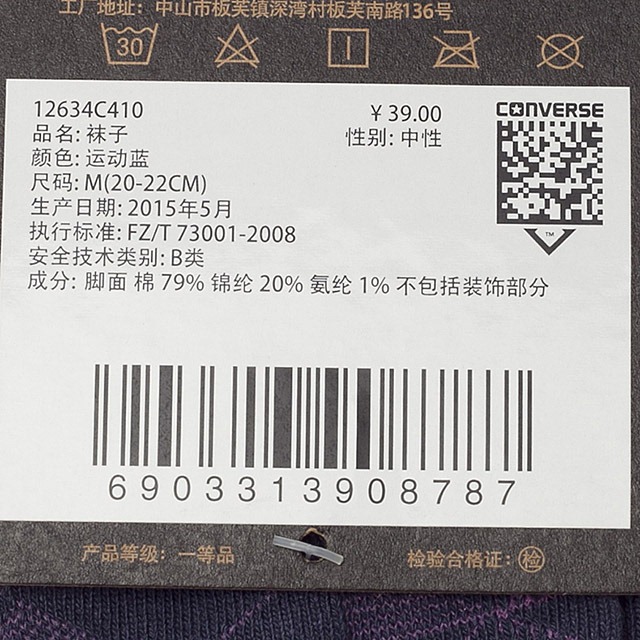 工厂地址：中山市板芙镇深湾村板芙南路136号
30
12634C410
¥ 39.00
CONVERSE
品名: 袜子
性别: 中性
颜色: 运动蓝
尺码: M(20-22CM)
生产日期: 2015年5月
TM
执行标准: FZ/T 73001-2008
安全技术类别: B类
成分: 脚面 棉 79% 锦纶 20% 氨纶 1% 不包括装饰部分
6903313908787
产品等级：一等品
检验合格证：检